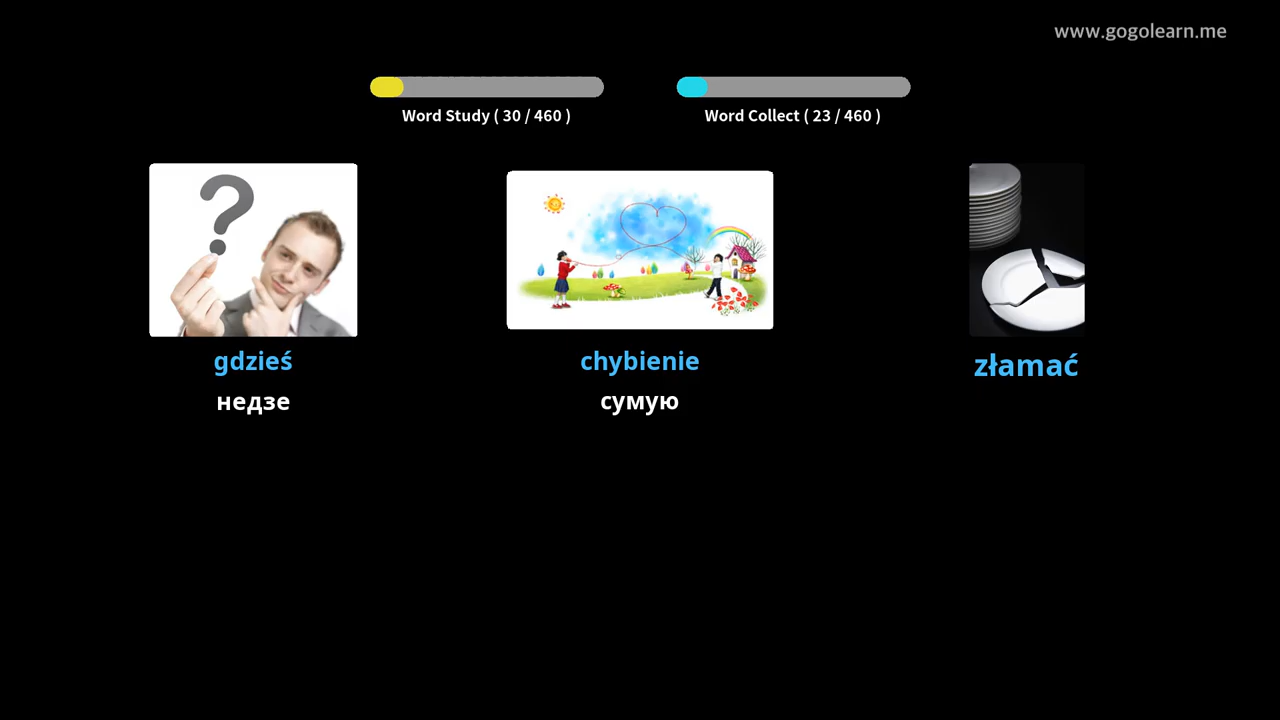 www.gogolearn.me
Word Study ( 30 / 460 )
Word Collect ( 23 / 460 )
gdzieś
chybienie
złamać
недзе
сумую